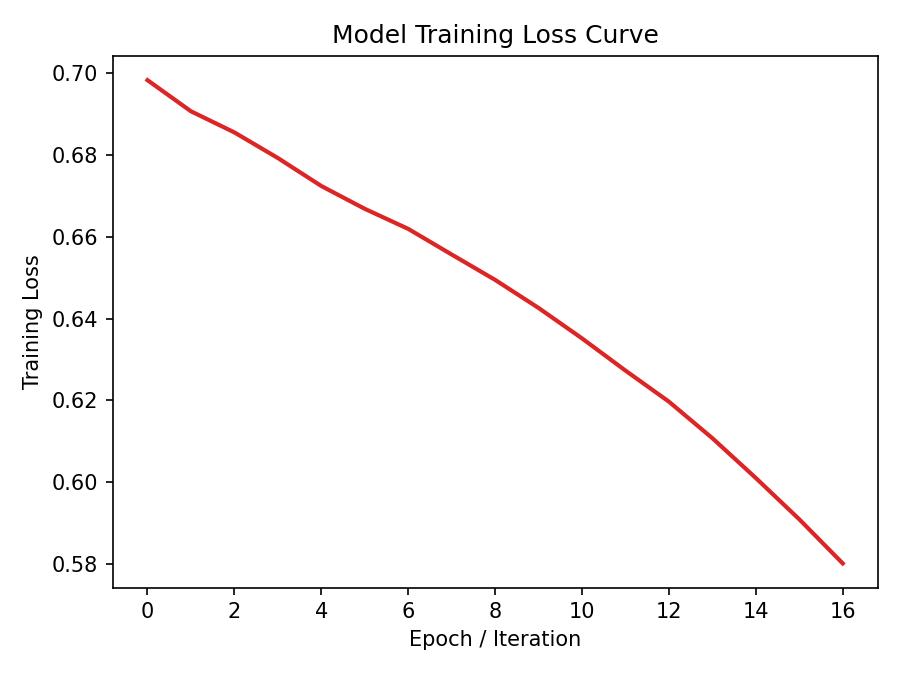 Model Training Loss Curve
0.70
0.68
0.66
0.64
0.62
0.60
0.58
Training Loss
0 2 4 6 8 10 12 14 16
Epoch / Iteration